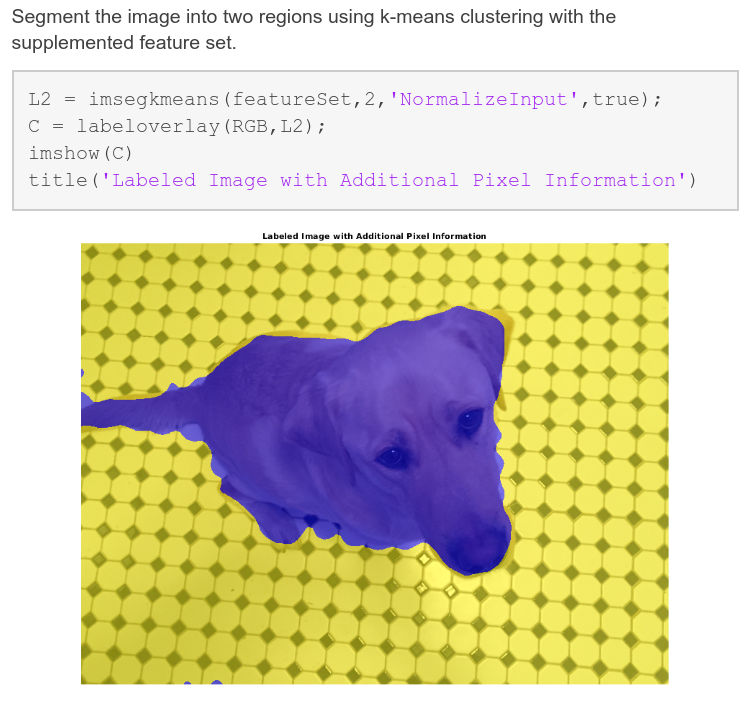 Segment the image into two regions using k-means clustering with the
supplemented feature set.
L2 = imsegkmeans(featureSet,2,'NormalizeInput',true);
C = labeloverlay(RGB,L2);
imshow(C)
title('Labeled Image with Additional Pixel Information')
Labeled Image with Additional Pixel Information